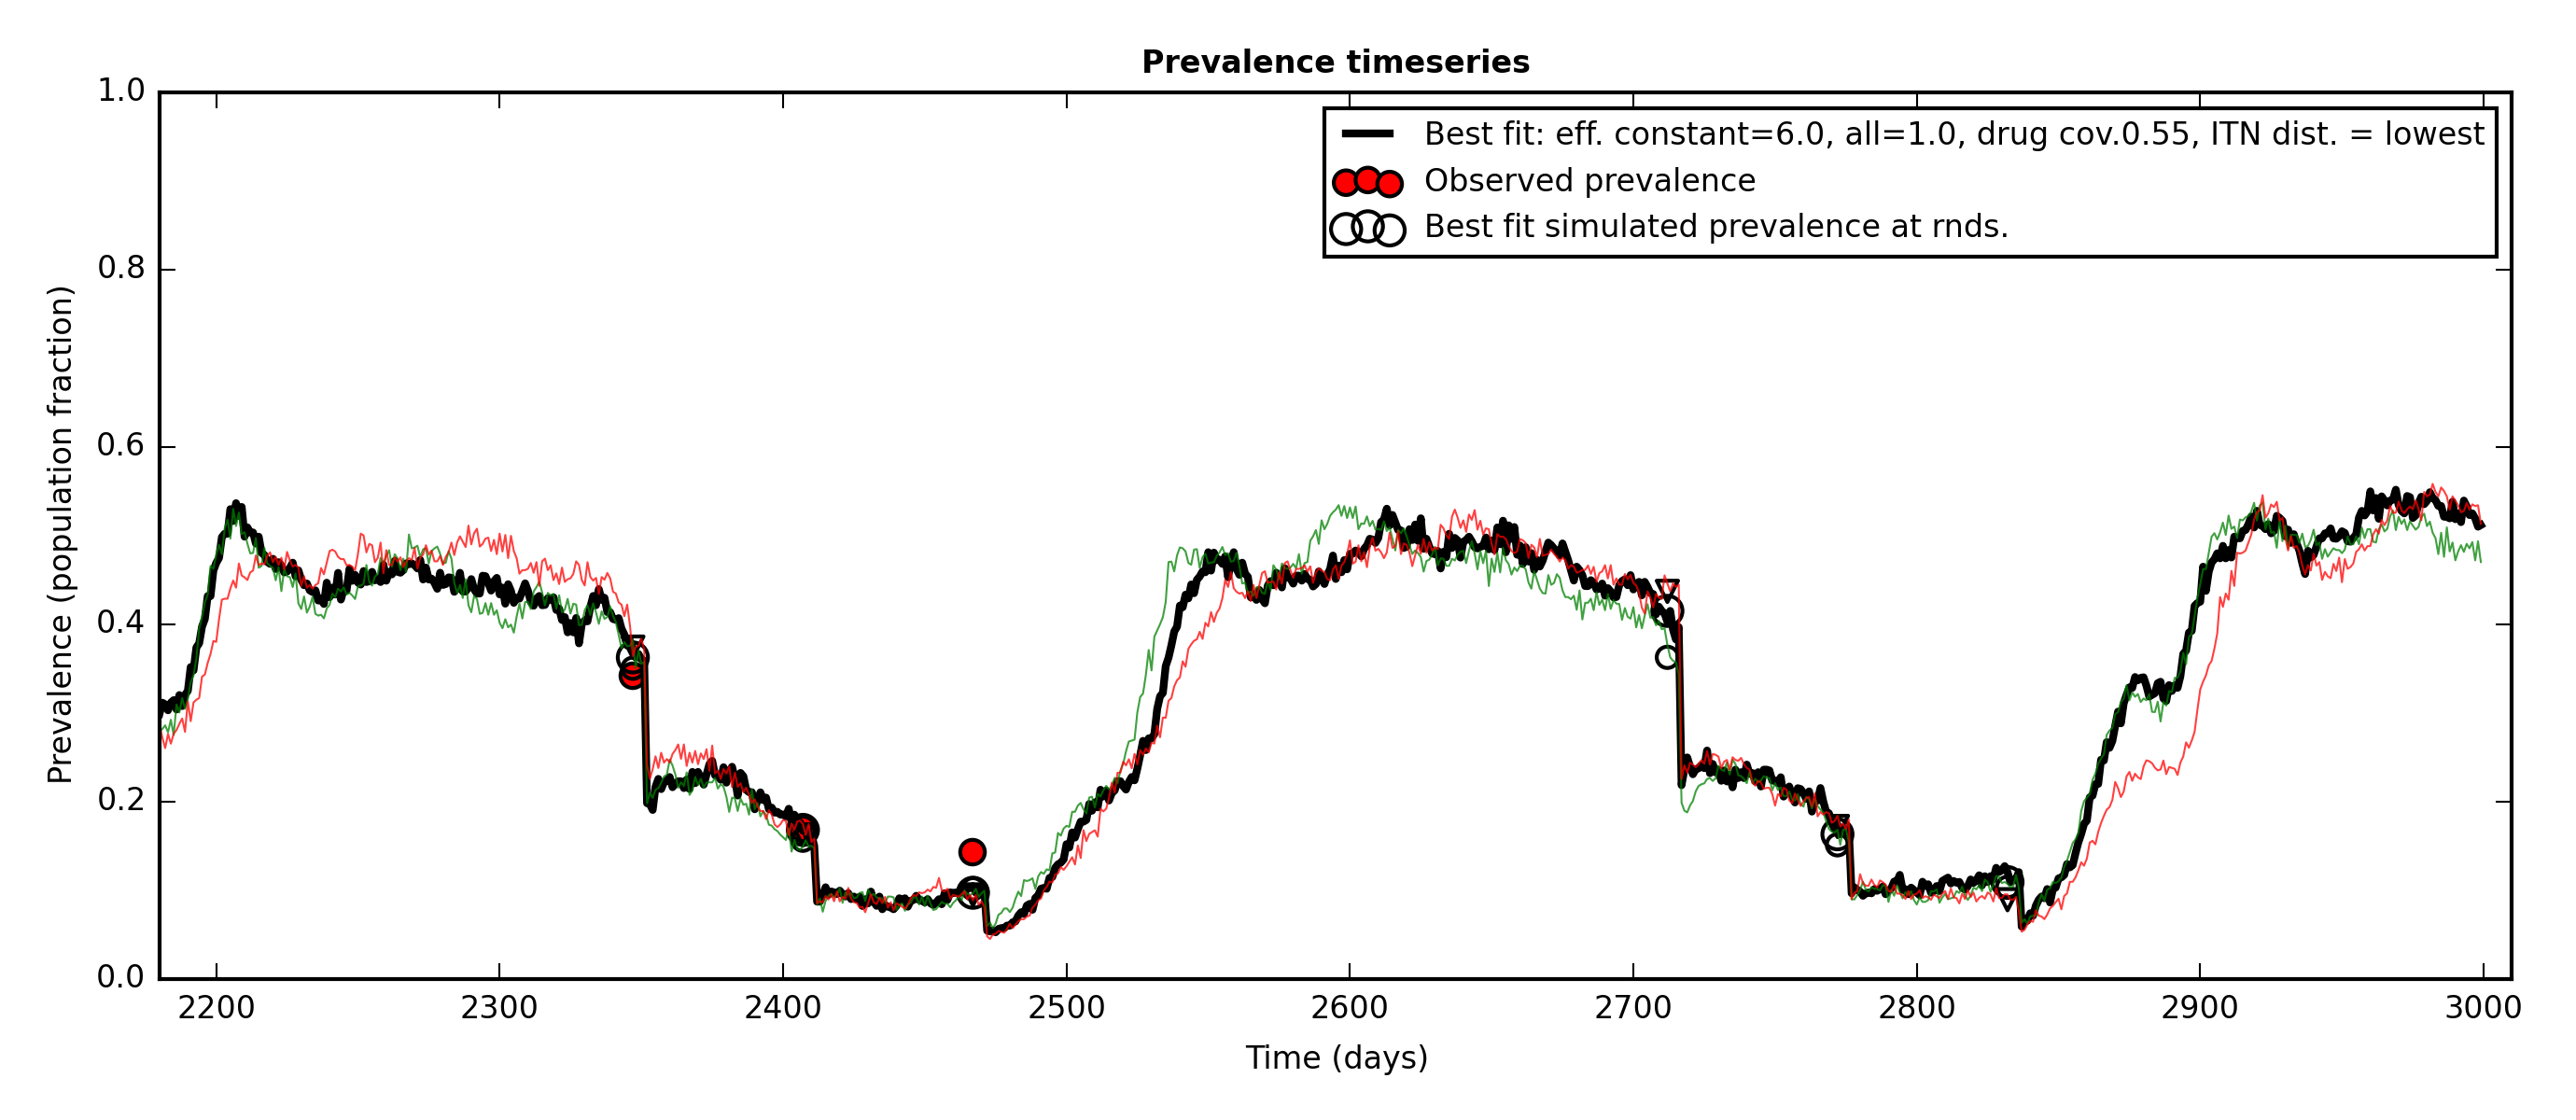 Prevalence timeseries
Best fit: eff. constant=6.0, all=1.0, drug cov.0.55, ITN dist. = lowest
Observed prevalence
Best fit simulated prevalence at rnds.
Prevalence (population fraction)
1.0
0.8
0.6
0.4
0.2
0.0
2200 2300 2400 2500 2600 2700 2800 2900 3000
Time (days)